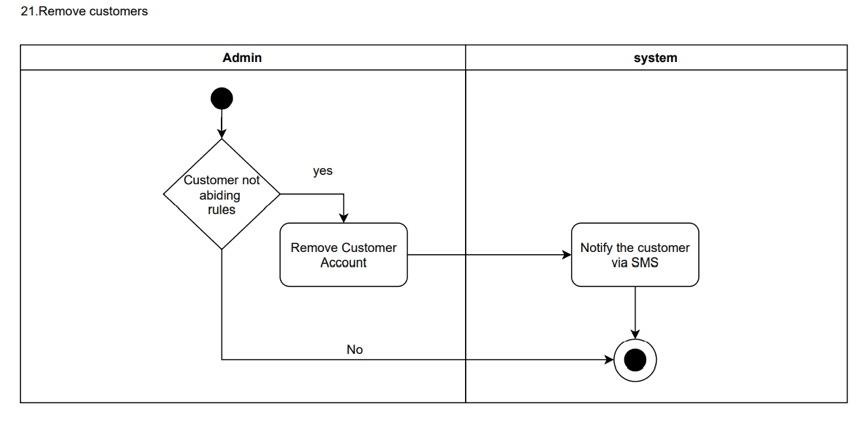 21.Remove customers
Admin
system
Customer not
abiding
rules
yes
Remove Customer
Account
Notify the customer
via SMS
No